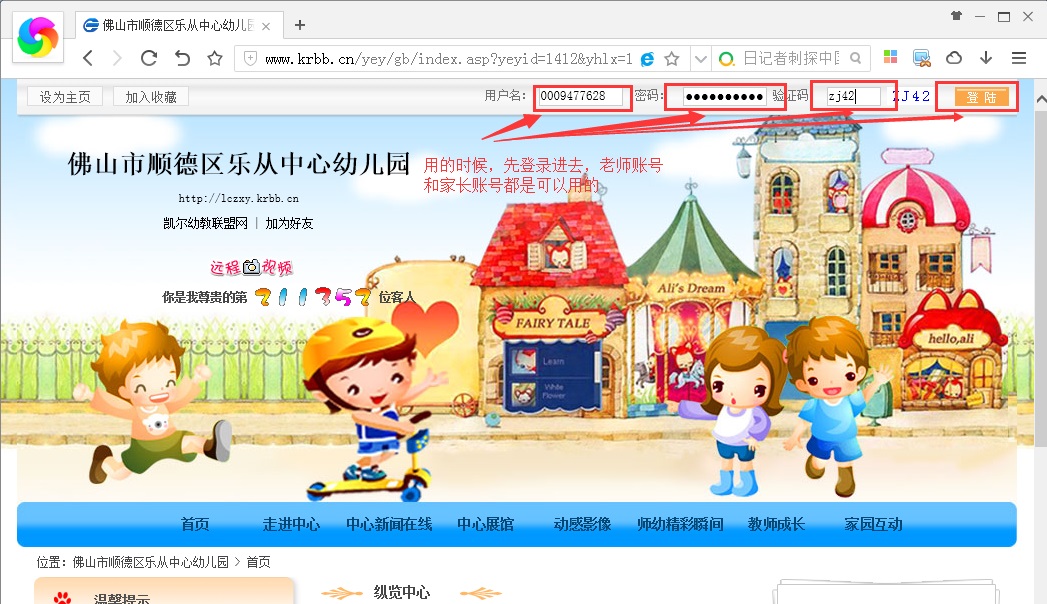 佛山市顺德区乐从中心幼儿园
www.krbb.cn/yey/gb/index.asp?yeyid=1412&yhlx=1
日记者刺探中国
设为主页 加入收藏 用户名: 0009477628 密码: ●●●●●●●●●● 验证码 zj42 ZJ42 登 陆
佛山市顺德区乐从中心幼儿园
用的时候，先登录进去，老师账号
和家长账号都是可以用的
http://lczxy.krbb.cn
凯尔幼教联盟网 | 加为好友
远程视频
你是我尊贵的第 211352 位客人
Ali's Dream
FAIRY TALE
hello,ali
Learn
White
Flower
首页 走进中心 中心新闻在线 中心展馆 动感影像 师幼精彩瞬间 教师成长 家园互动
位置: 佛山市顺德区乐从中心幼儿园 > 首页
温馨提示
纵览中心